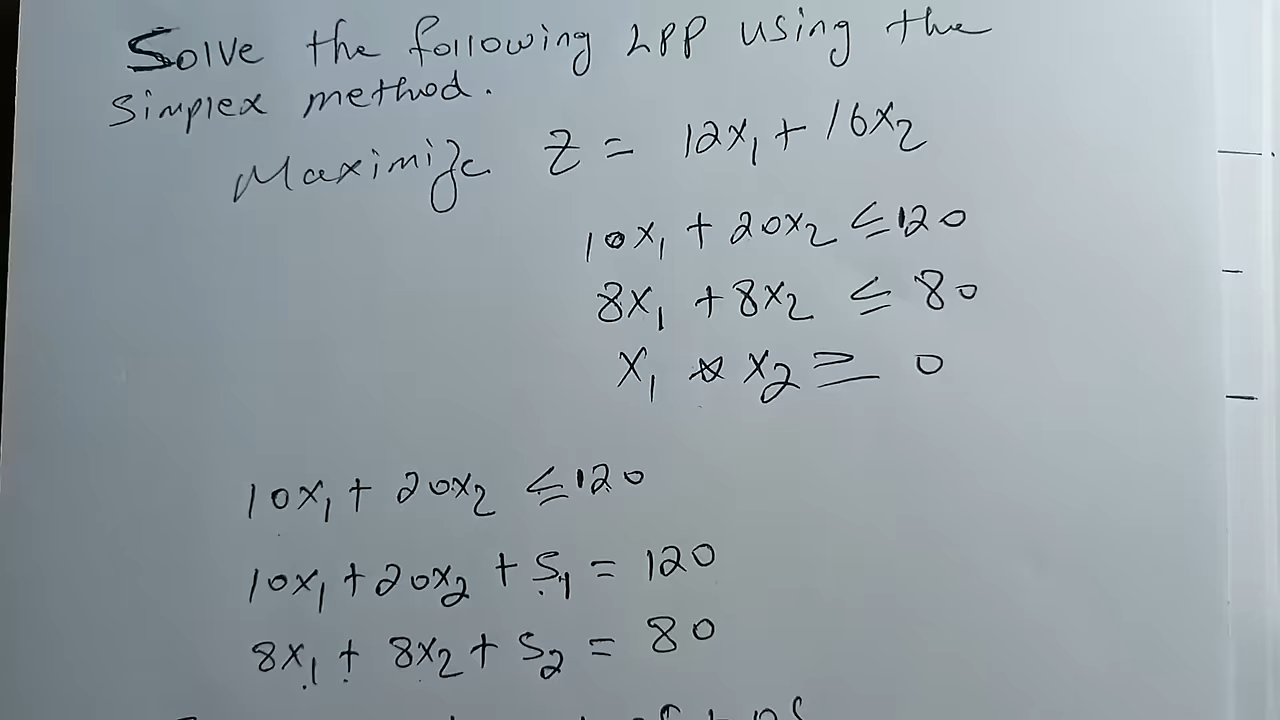 Solve the following LPP using the
simplex method.
Maximize Z = 12x₁ + 16x₂
10x₁ + 20x₂ ≤ 120
8x₁ + 8x₂ ≤ 80
x₁ & x₂ ≥ 0
10x₁ + 20x₂ ≤ 120
10x₁ + 20x₂ + S₁ = 120
8x₁ + 8x₂ + S₂ = 80